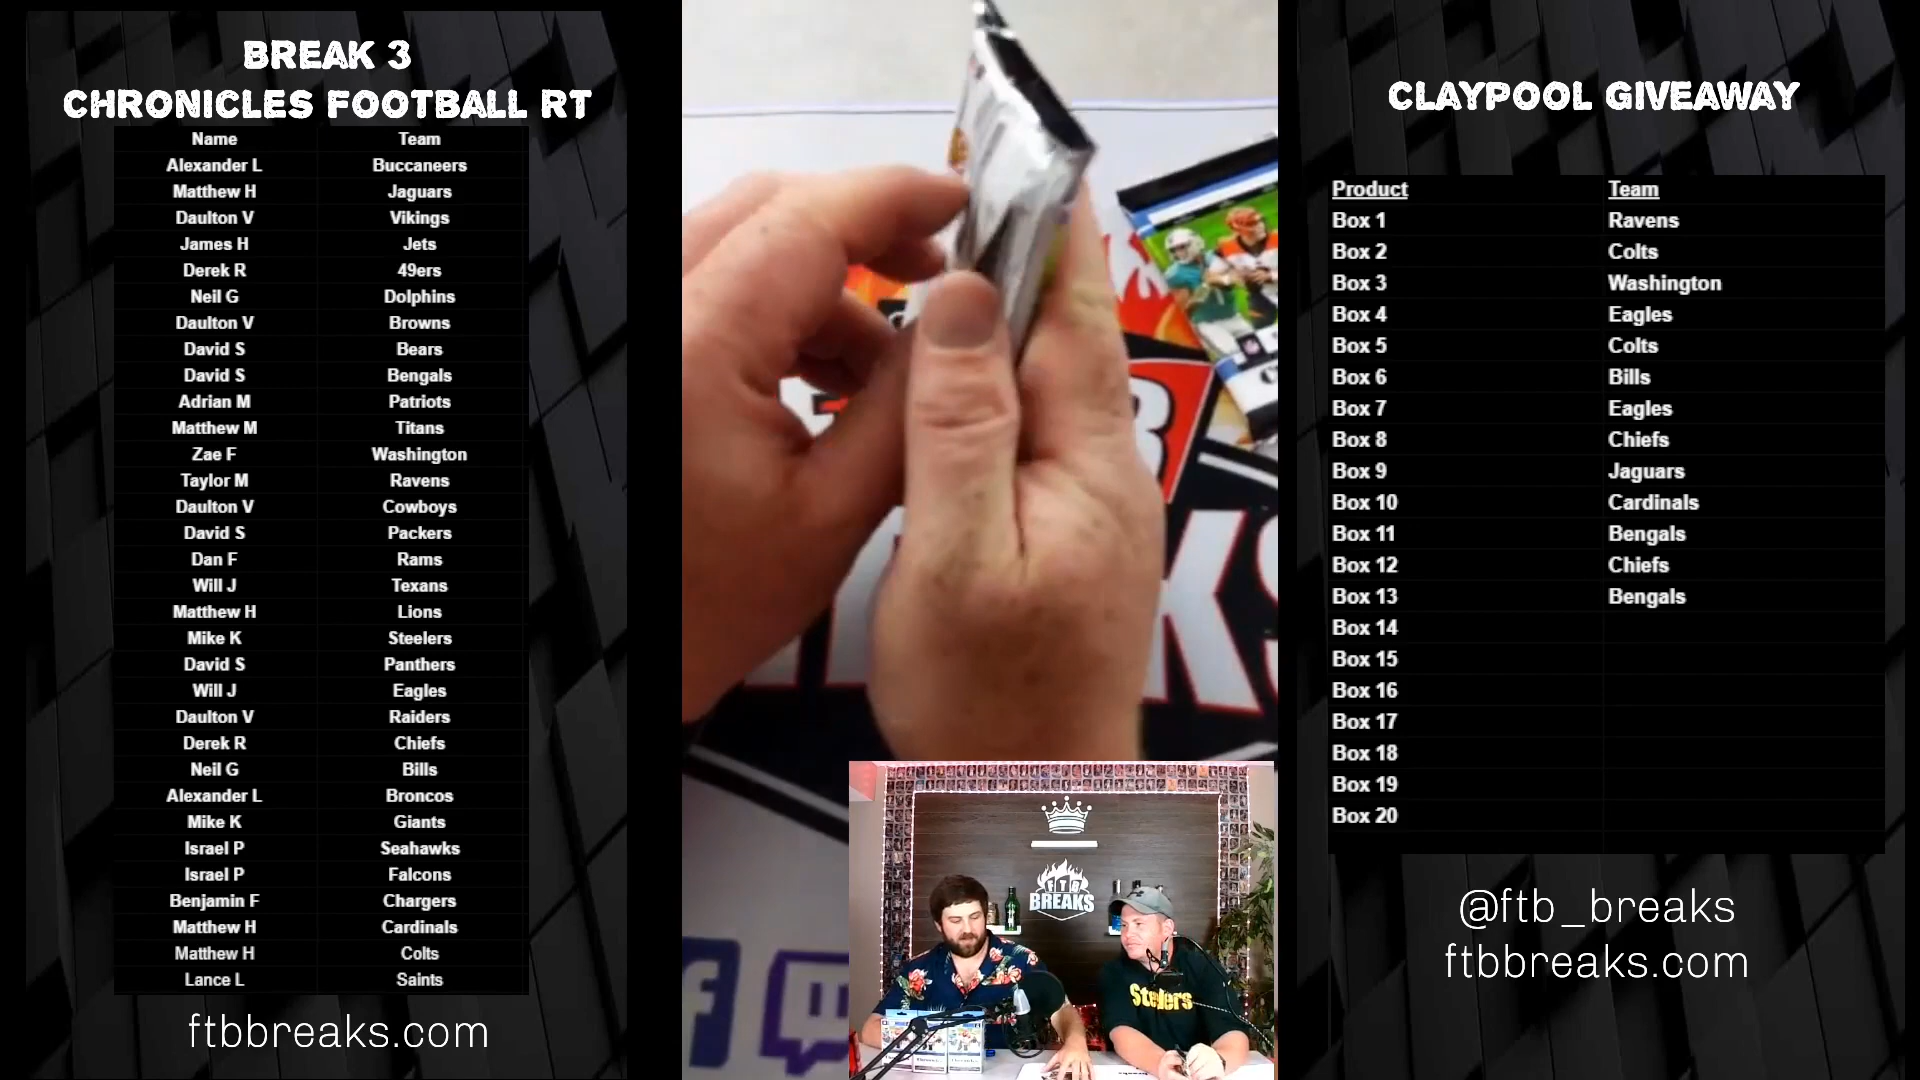 BREAK 3
CHRONICLES FOOTBALL RT
Name Team
Alexander L Buccaneers
Matthew H Jaguars
Daulton V Vikings
James H Jets
Derek R 49ers
Neil G Dolphins
Daulton V Browns
David S Bears
David S Bengals
Adrian M Patriots
Matthew M Titans
Zae F Washington
Taylor M Ravens
Daulton V Cowboys
David S Packers
Dan F Rams
Will J Texans
Matthew H Lions
Mike K Steelers
David S Panthers
Will J Eagles
Daulton V Raiders
Derek R Chiefs
Neil G Bills
Alexander L Broncos
Mike K Giants
Israel P Seahawks
Israel P Falcons
Benjamin F Chargers
Matthew H Cardinals
Matthew H Colts
Lance L Saints
ftbbreaks.com
FTB
BREAKS
Steelers
CLAYPOOL GIVEAWAY
Product Team
Box 1 Ravens
Box 2 Colts
Box 3 Washington
Box 4 Eagles
Box 5 Colts
Box 6 Bills
Box 7 Eagles
Box 8 Chiefs
Box 9 Jaguars
Box 10 Cardinals
Box 11 Bengals
Box 12 Chiefs
Box 13 Bengals
Box 14
Box 15
Box 16
Box 17
Box 18
Box 19
Box 20
@ftb_breaks
ftbbreaks.com